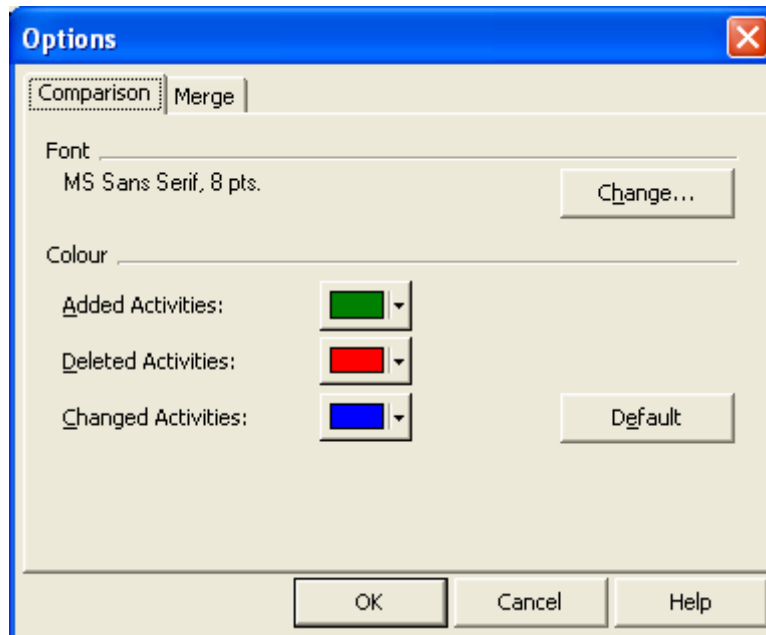 Options
Comparison Merge
Font
MS Sans Serif, 8 pts.
Change...
Colour
Added Activities:
Deleted Activities:
Changed Activities:
Default
OK Cancel Help